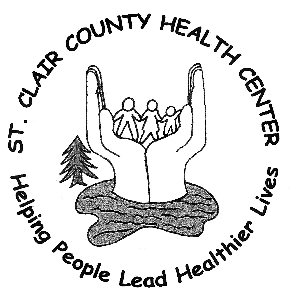 ST. CLAIR COUNTY HEALTH CENTER
Helping People Lead Healthier Lives